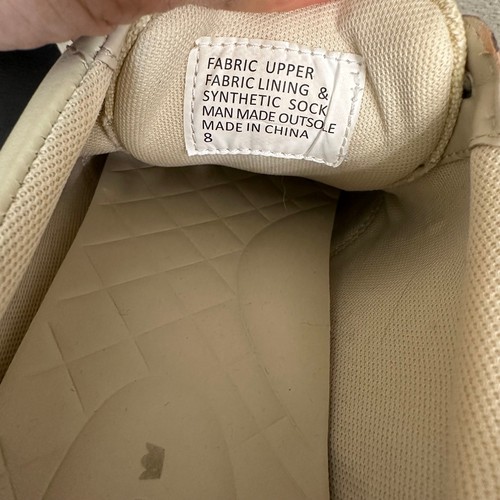 FABRIC UPPER
FABRIC LINING &
SYNTHETIC SOCK
MAN MADE OUTSOLE
MADE IN CHINA
8